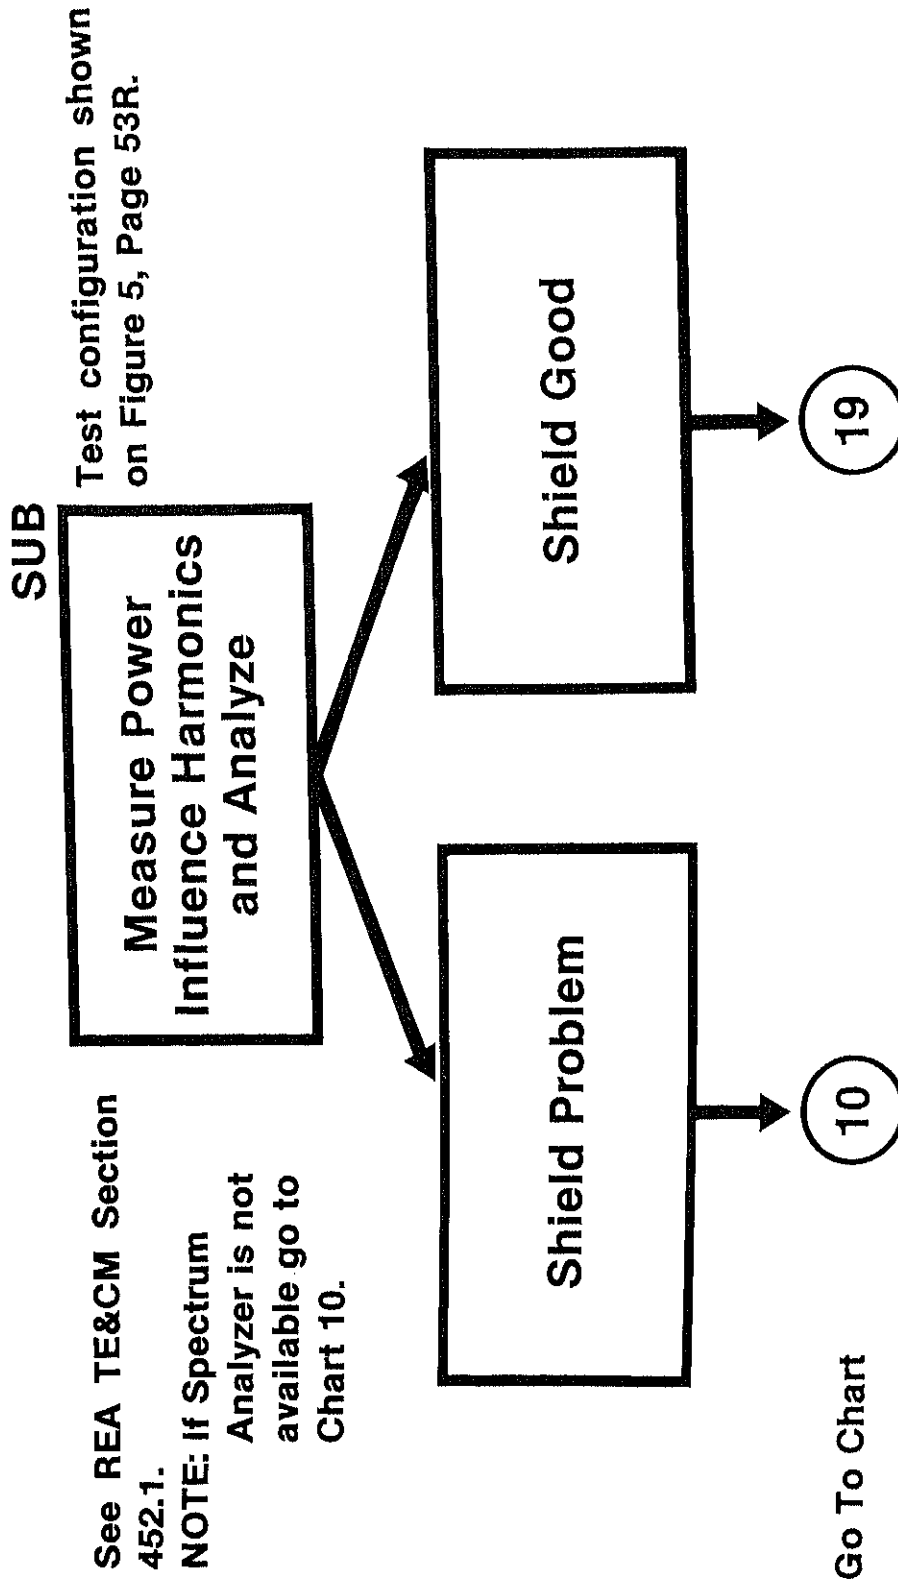 SUB
See REA TE&CM Section
452.1.
NOTE: If Spectrum
Analyzer is not
available go to
Chart 10.
Measure Power
Influence Harmonics
and Analyze
Test configuration shown
on Figure 5, Page 53R.
Shield Problem
Shield Good
Go To Chart
10
19